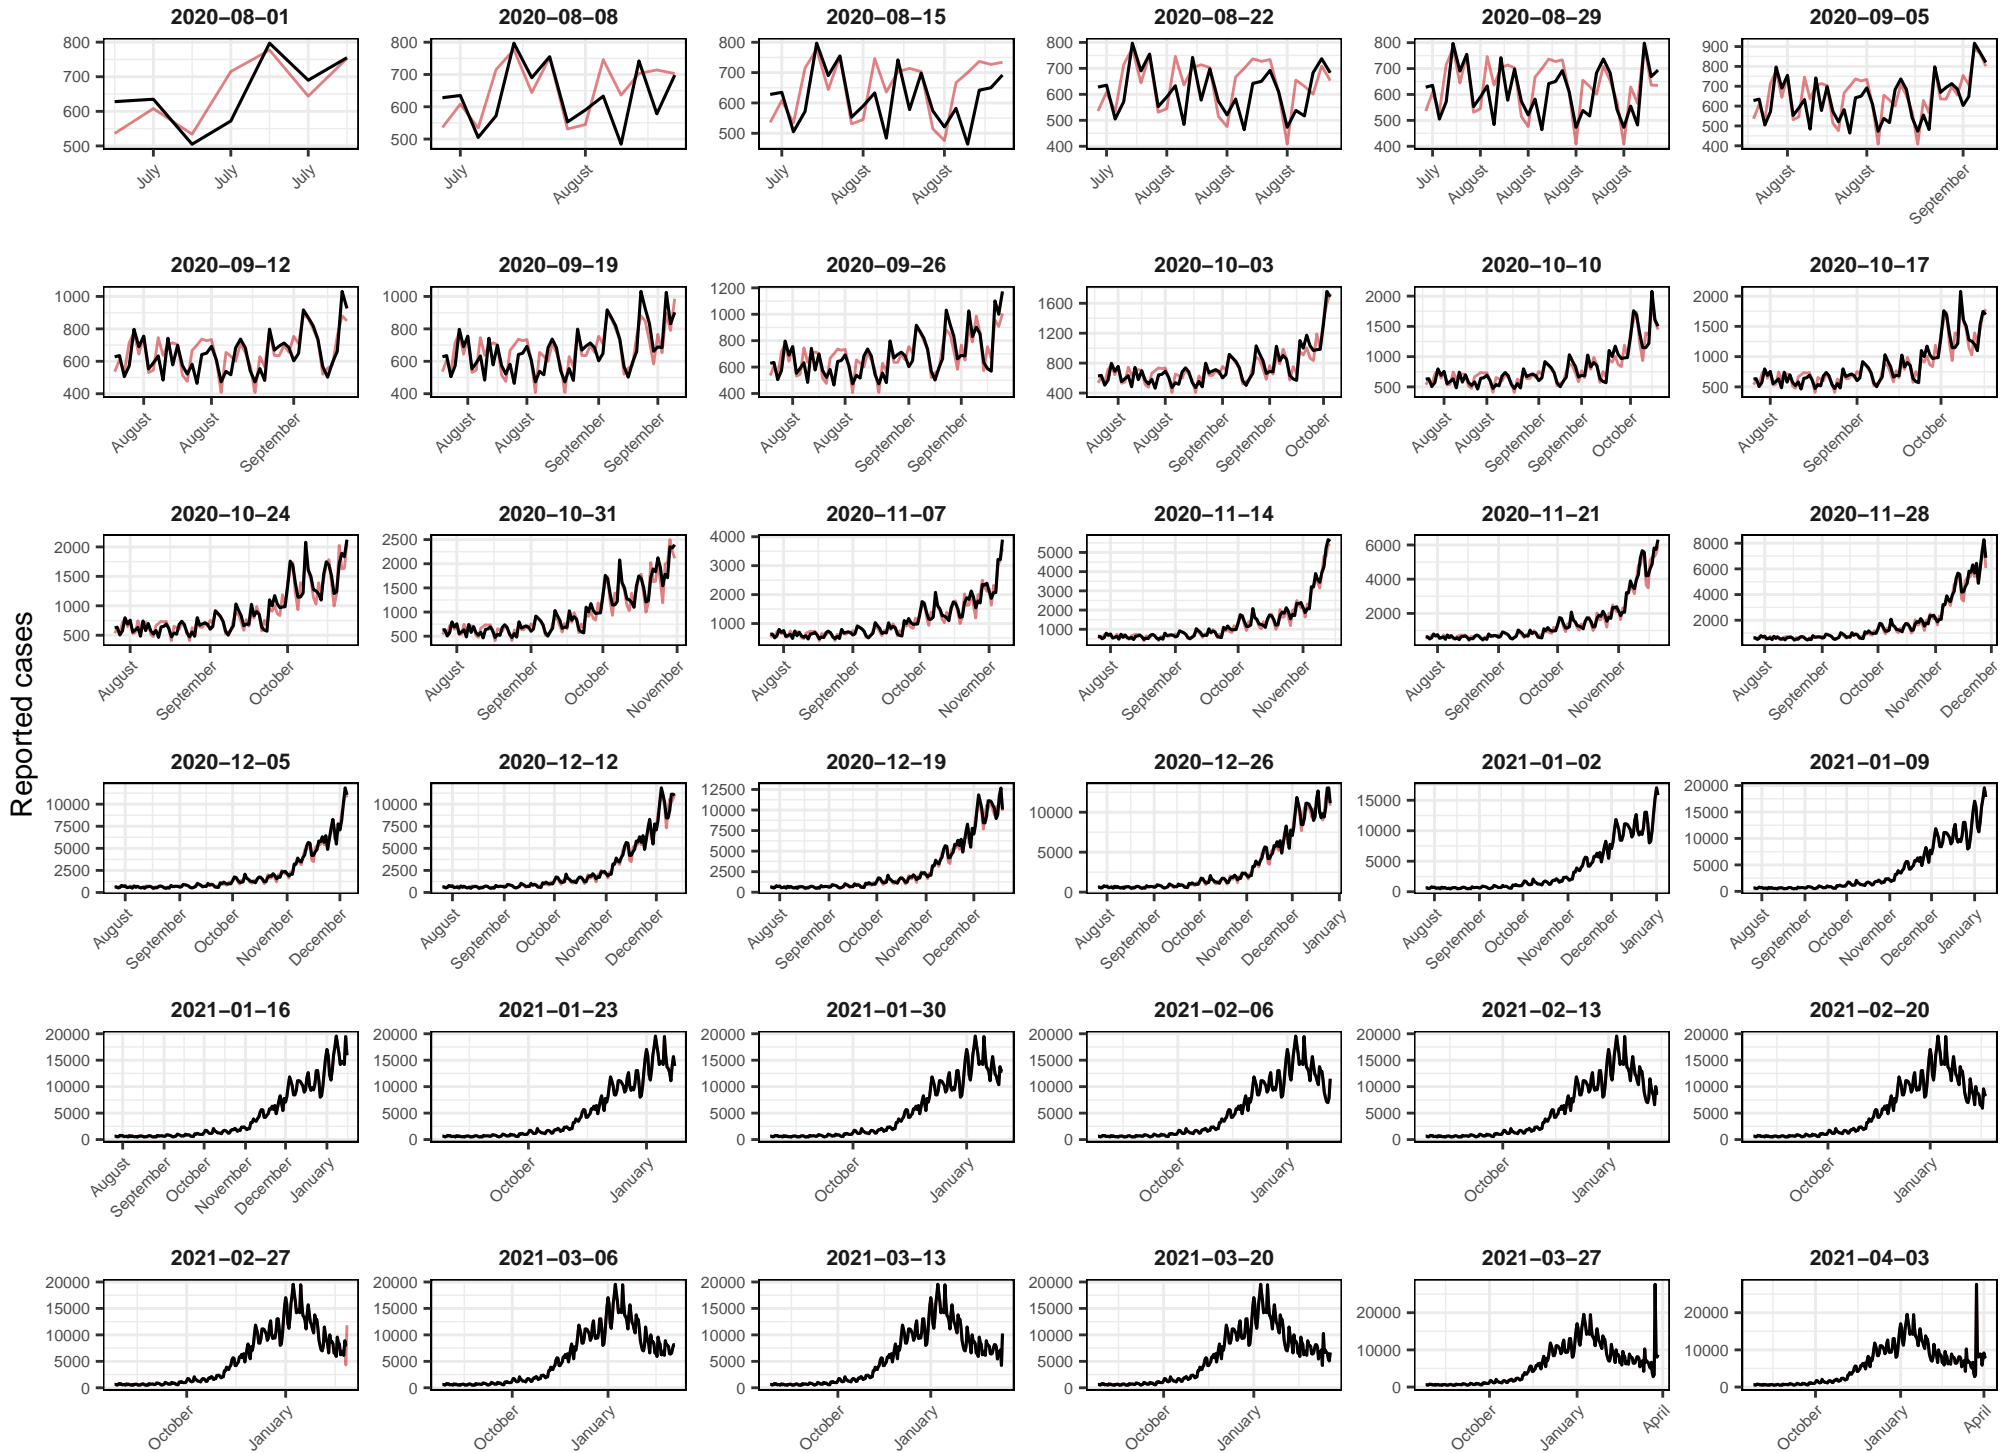 Reported cases
2020−08−01
800
700
600
500
July
July
July
2020−08−08
800
700
600
500
July
August
2020−08−15
800
700
600
500
July
August
August
2020−08−22
800
700
600
500
400
July
August
August
August
2020−08−29
800
700
600
500
400
July
August
August
August
August
2020−09−05
900
800
700
600
500
400
August
August
September
2020−09−12
1000
800
600
400
August
August
September
2020−09−19
1000
800
600
400
August
August
September
September
2020−09−26
1200
1000
800
600
400
August
August
September
September
2020−10−03
1600
1200
800
400
August
August
September
September
October
2020−10−10
2000
1500
1000
500
August
August
September
September
October
2020−10−17
2000
1500
1000
500
August
September
October
2020−10−24
2000
1500
1000
500
August
September
October
2020−10−31
2500
2000
1500
1000
500
August
September
October
November
2020−11−07
4000
3000
2000
1000
August
September
October
November
2020−11−14
5000
4000
3000
2000
1000
August
September
October
November
2020−11−21
6000
4000
2000
August
September
October
November
2020−11−28
8000
6000
4000
2000
August
September
October
November
December
2020−12−05
10000
7500
5000
2500
0
August
September
October
November
December
2020−12−12
10000
7500
5000
2500
0
August
September
October
November
December
2020−12−19
12500
10000
7500
5000
2500
0
August
September
October
November
December
2020−12−26
10000
5000
0
August
September
October
November
December
January
2021−01−02
15000
10000
5000
0
August
September
October
November
December
January
2021−01−09
20000
15000
10000
5000
0
August
September
October
November
December
January
2021−01−16
20000
15000
10000
5000
0
August
September
October
November
December
January
2021−01−23
20000
15000
10000
5000
0
October
January
2021−01−30
20000
15000
10000
5000
0
October
January
2021−02−06
20000
15000
10000
5000
0
October
January
2021−02−13
20000
15000
10000
5000
0
October
January
2021−02−20
20000
15000
10000
5000
0
October
January
2021−02−27
20000
15000
10000
5000
0
October
January
2021−03−06
20000
15000
10000
5000
0
October
January
2021−03−13
20000
15000
10000
5000
0
October
January
2021−03−20
20000
15000
10000
5000
0
October
January
2021−03−27
20000
10000
0
October
January
April
2021−04−03
20000
10000
0
October
January
April